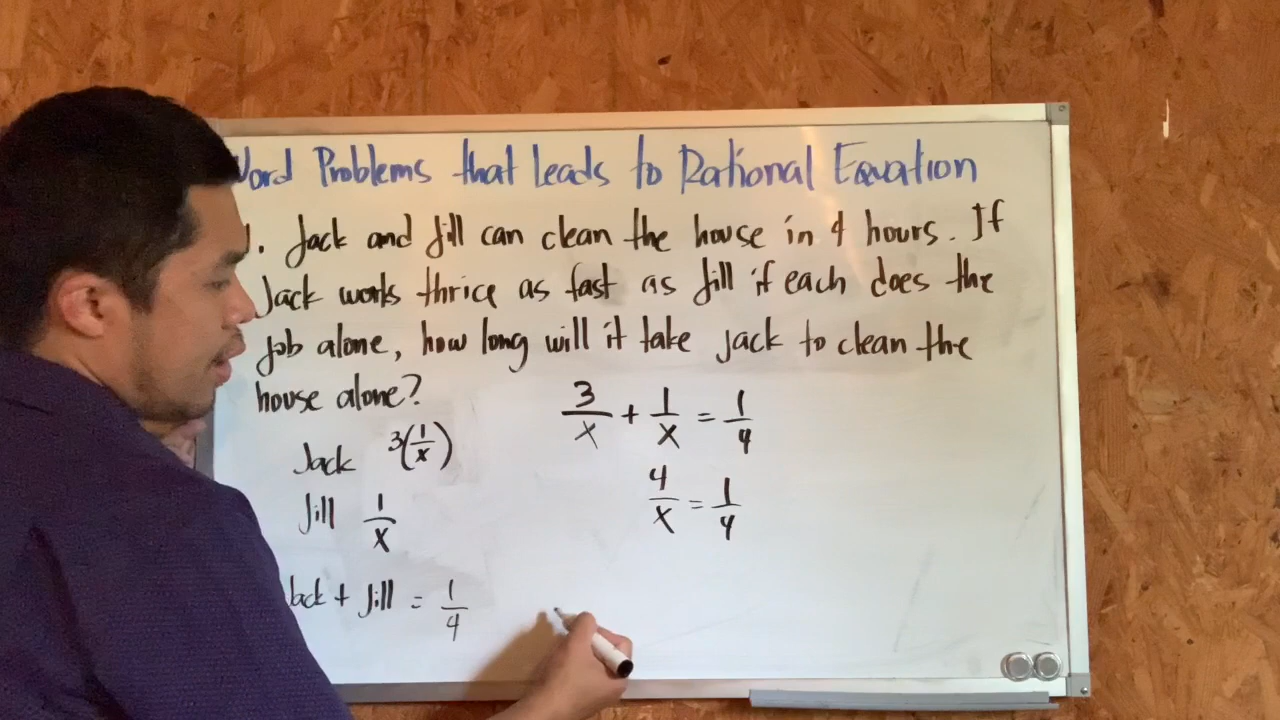 Word Problems that leads to Rational Equation
1. Jack and Jill can clean the house in 4 hours. If
Jack works thrice as fast as Jill if each does the
job alone, how long will it take Jack to clean the
house alone?
3/x + 1/x = 1/4
Jack 3(1/x)
4/x = 1/4
Jill 1/x
Jack + Jill = 1/4